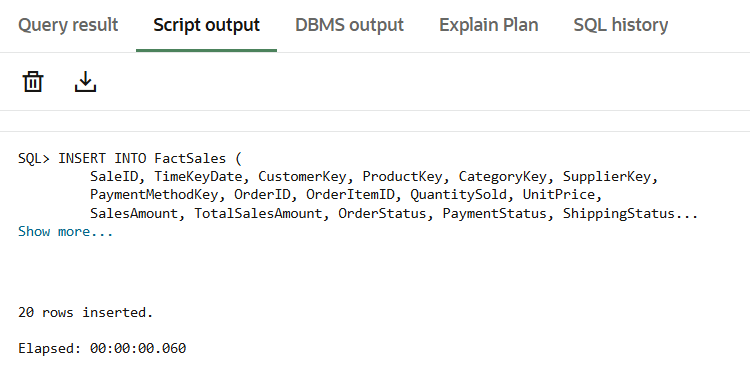 Query result Script output DBMS output Explain Plan SQL history
SQL> INSERT INTO FactSales (
SaleID, TimeKeyDate, CustomerKey, ProductKey, CategoryKey, SupplierKey,
PaymentMethodKey, OrderID, OrderItemID, QuantitySold, UnitPrice,
SalesAmount, TotalSalesAmount, OrderStatus, PaymentStatus, ShippingStatus...
Show more...
20 rows inserted.
Elapsed: 00:00:00.060